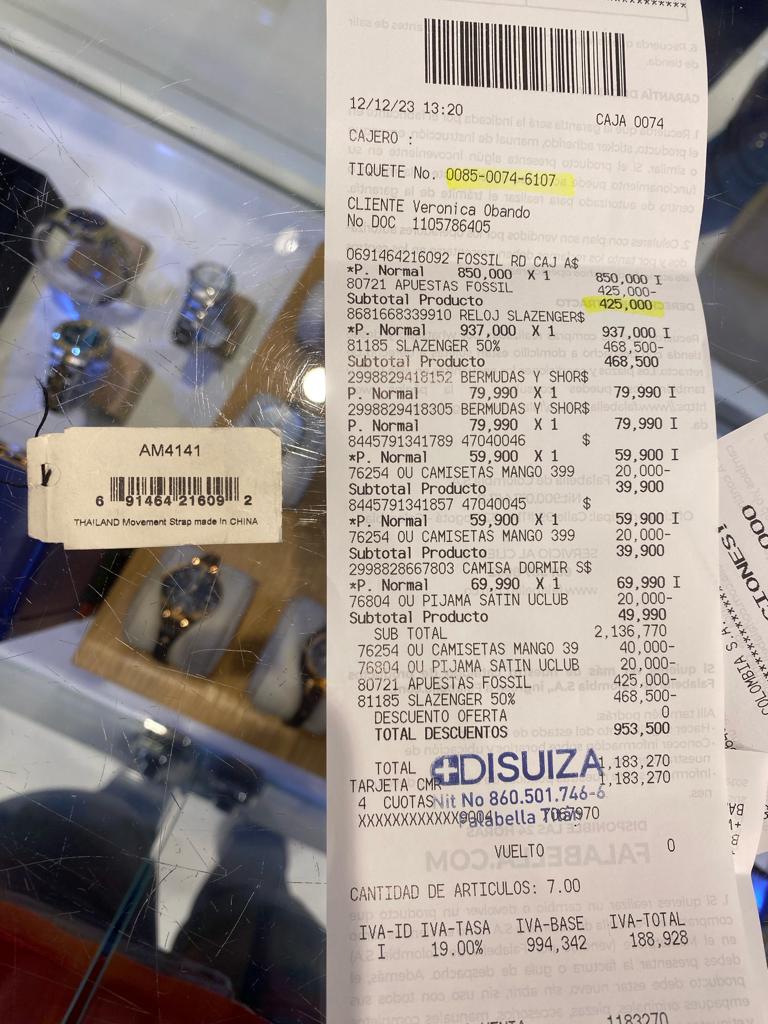 12/12/23 13:20
CAJA 0074
CAJERO :
TIQUETE No. 0085-0074-6107
CLIENTE Veronica Obando
No DOC 1105786405
0691464216092 FOSSIL RD CAJ A$
*P. Normal 850,000 X 1 850,000 I
80721 APUESTAS FOSSIL 425,000-
Subtotal Producto 425,000
8681668339910 RELOJ SLAZENGER$
*P. Normal 937,000 X 1 937,000 I
81185 SLAZENGER 50% 468,500-
Subtotal Producto 468,500
2998829418152 BERMUDAS Y SHOR$
P. Normal 79,990 X 1 79,990 I
2998829418305 BERMUDAS Y SHOR$
P. Normal 79,990 X 1 79,990 I
8445791341789 47040046 $
*P. Normal 59,900 X 1 59,900 I
76254 OU CAMISETAS MANGO 399 20,000-
Subtotal Producto 39,900
8445791341857 47040045 $
*P. Normal 59,900 X 1 59,900 I
76254 OU CAMISETAS MANGO 399 20,000-
Subtotal Producto 39,900
2998828667803 CAMISA DORMIR S$
*P. Normal 69,990 X 1 69,990 I
76804 OU PIJAMA SATIN UCLUB 20,000-
Subtotal Producto 49,990
SUB TOTAL 2,136,770
76254 OU CAMISETAS MANGO 39 40,000-
76804 OU PIJAMA SATIN UCLUB 20,000-
80721 APUESTAS FOSSIL 425,000-
81185 SLAZENGER 50% 468,500-
DESCUENTO OFERTA 0
TOTAL DESCUENTOS 953,500
TOTAL 1,183,270
DISUIZA
TARJETA CMR 1,183,270
4 CUOTAS
Nit No 860.501.746-6
XXXXXXXXXXXX9004
Falabella Titán
VUELTO 0
CANTIDAD DE ARTICULOS: 7.00
IVA-ID IVA-TASA IVA-BASE IVA-TOTAL
I 19.00% 994,342 188,928
1183270
AM4141
6 91464 21609 2
THAILAND Movement Strap made In CHINA
COLOMBIA S.A.